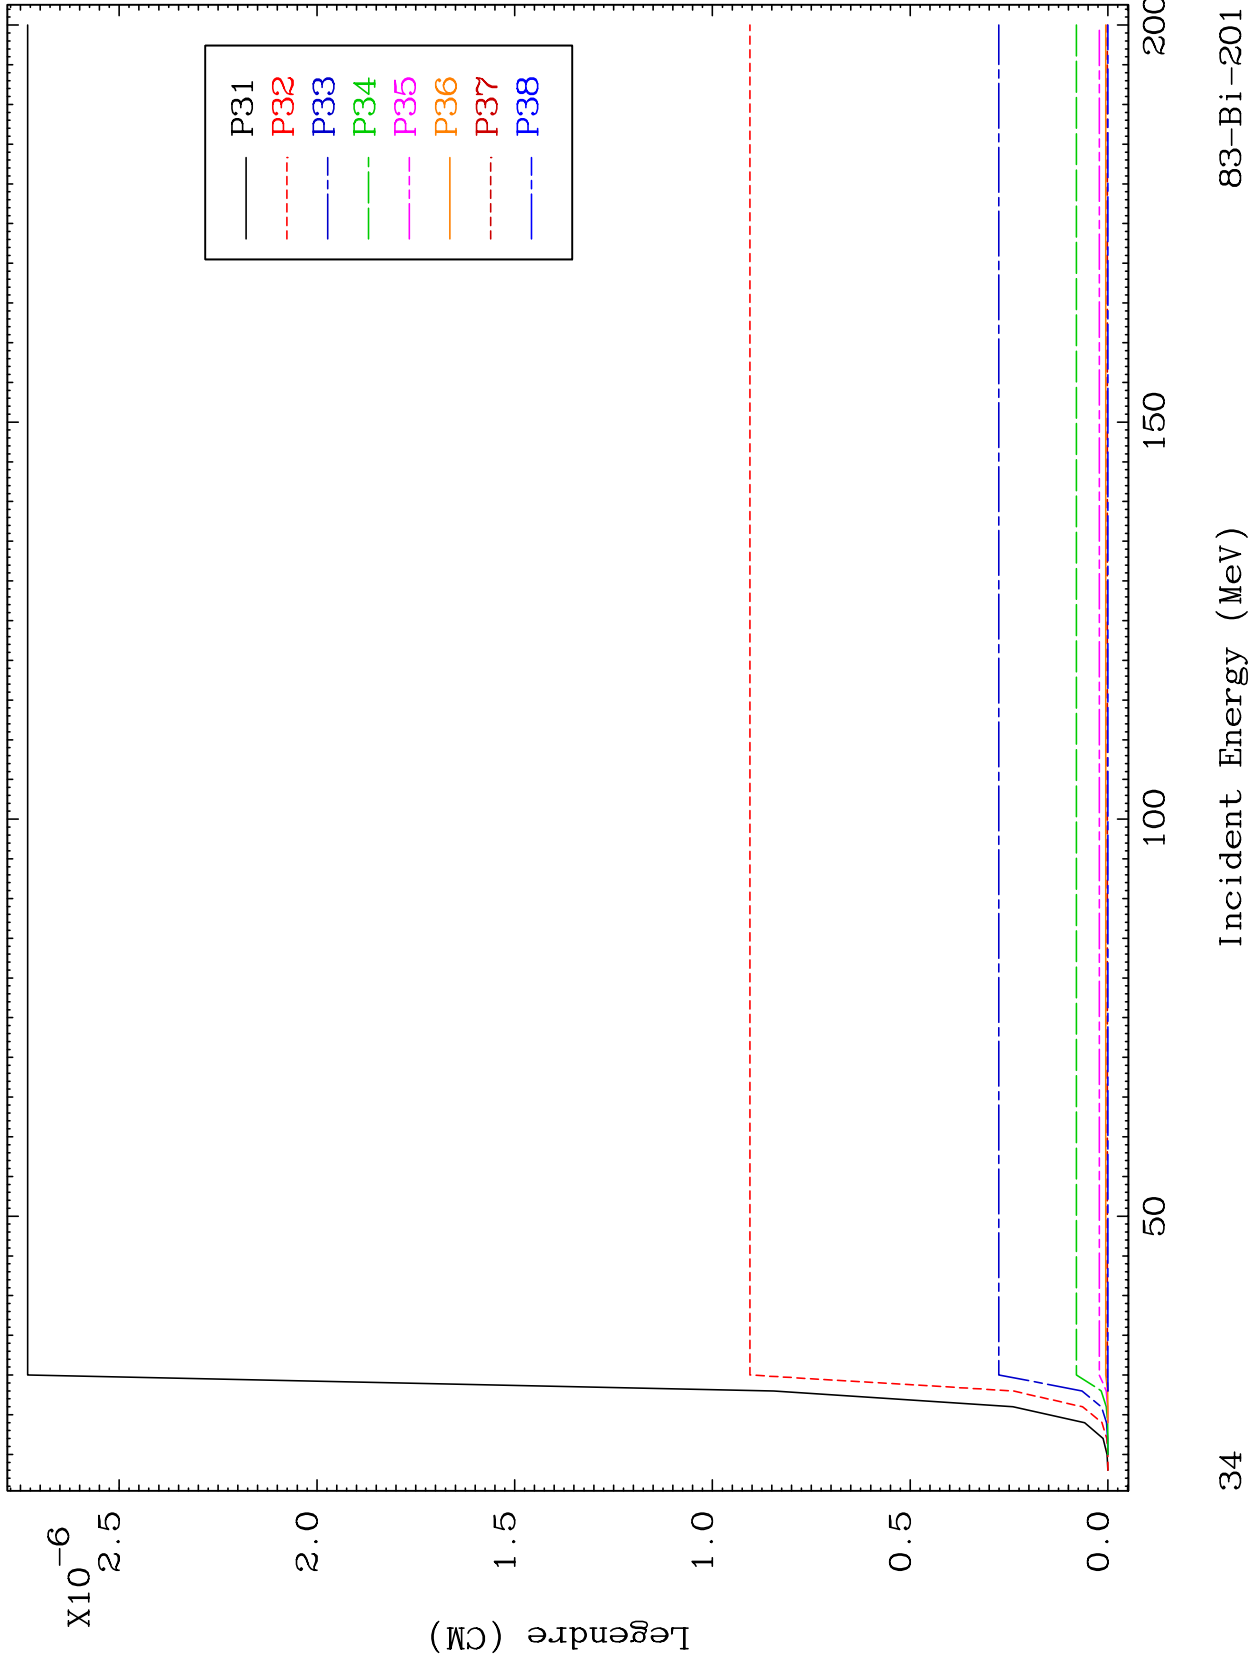 X10-6
2.5
2.0
1.5
1.0
0.5
0.0
Legendre (CM)
P31
P32
P33
P34
P35
P36
P37
P38
50
100
150
200
34
Incident Energy (MeV)
83-Bi-201